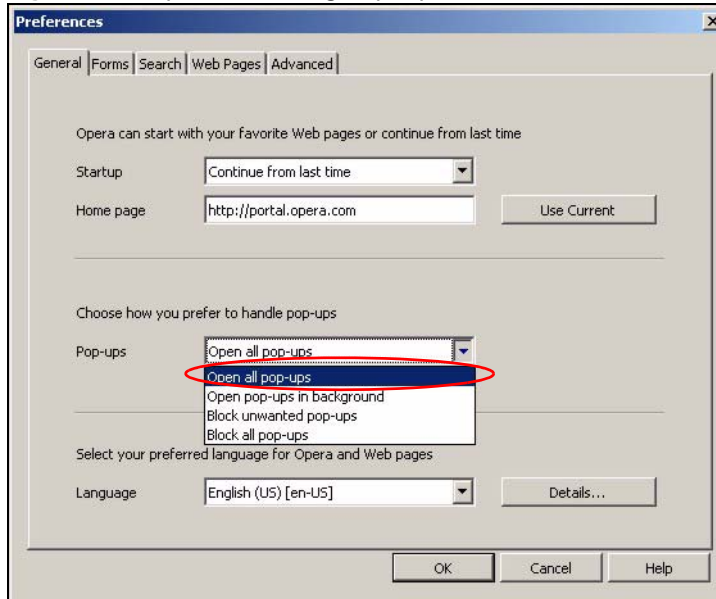 Preferences
General Forms Search Web Pages Advanced
Opera can start with your favorite Web pages or continue from last time
Startup Continue from last time
Home page http://portal.opera.com Use Current
Choose how you prefer to handle pop-ups
Pop-ups Open all pop-ups
Open all pop-ups
Open pop-ups in background
Block unwanted pop-ups
Block all pop-ups
Select your preferred language for Opera and Web pages
Language English (US) [en-US] Details...
OK Cancel Help